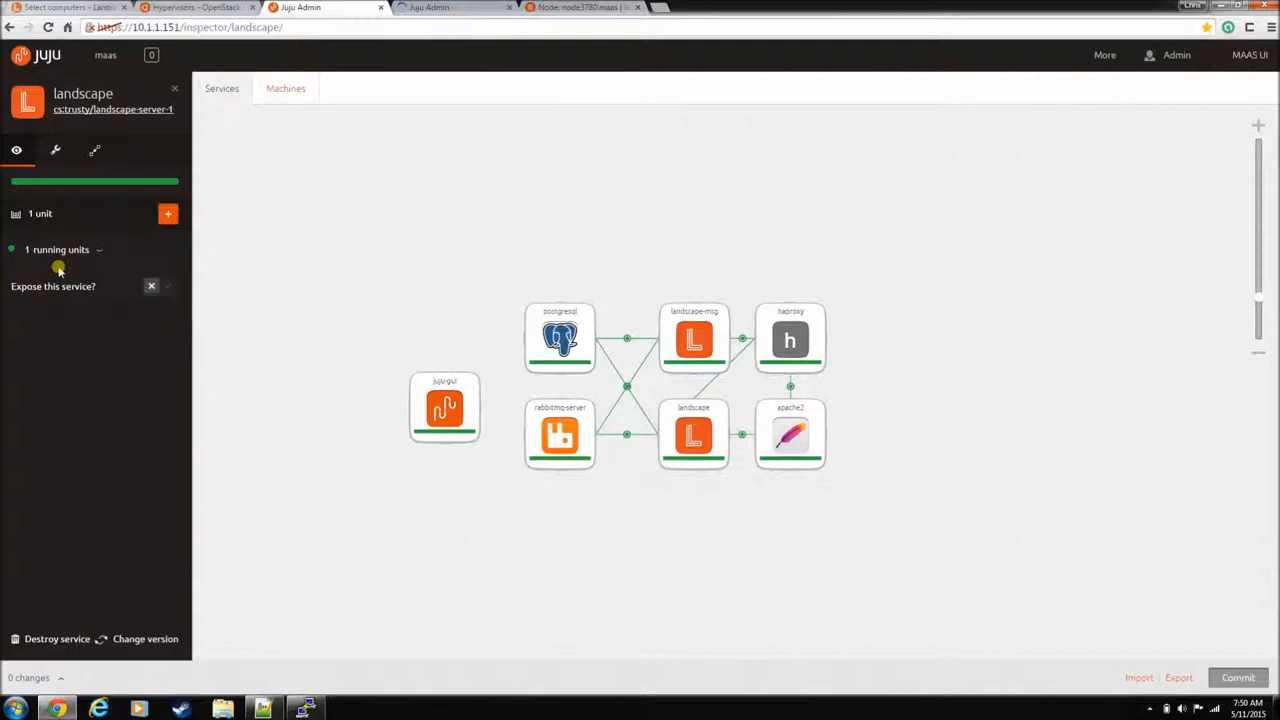 Select computers - Lands
Hypervisors - OpenStack
Juju Admin
Juju Admin
Node: node3780\maas | 
Chris
https://10.1.1.151/inspector/landscape/
juju
maas
0
More
Admin
MAAS UI
landscape
cs:trusty/landscape-server-1
Services
Machines
1 unit
1 running units
Expose this service?
postgresql
landscape-msg
haproxy
h
juju-gui
rabbitmq-server
landscape
apache2
Destroy service
Change version
0 changes
Import
Export
Commit
7:50 AM
5/11/2015